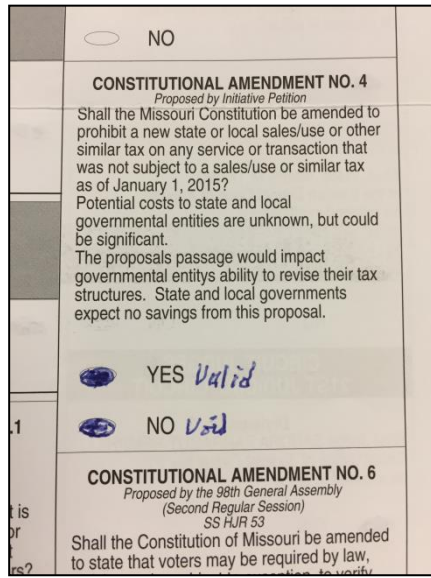 NO
CONSTITUTIONAL AMENDMENT NO. 4
Proposed by Initiative Petition
Shall the Missouri Constitution be amended to
prohibit a new state or local sales/use or other
similar tax on any service or transaction that
was not subject to a sales/use or similar tax
as of January 1, 2015?
Potential costs to state and local
governmental entities are unknown, but could
be significant.
The proposals passage would impact
governmental entitys ability to revise their tax
structures. State and local governments
expect no savings from this proposal.
YES Valid
NO Void
.1
CONSTITUTIONAL AMENDMENT NO. 6
Proposed by the 98th General Assembly
(Second Regular Session)
SS HJR 53
t is
or
t
rs?
Shall the Constitution of Missouri be amended
to state that voters may be required by law,